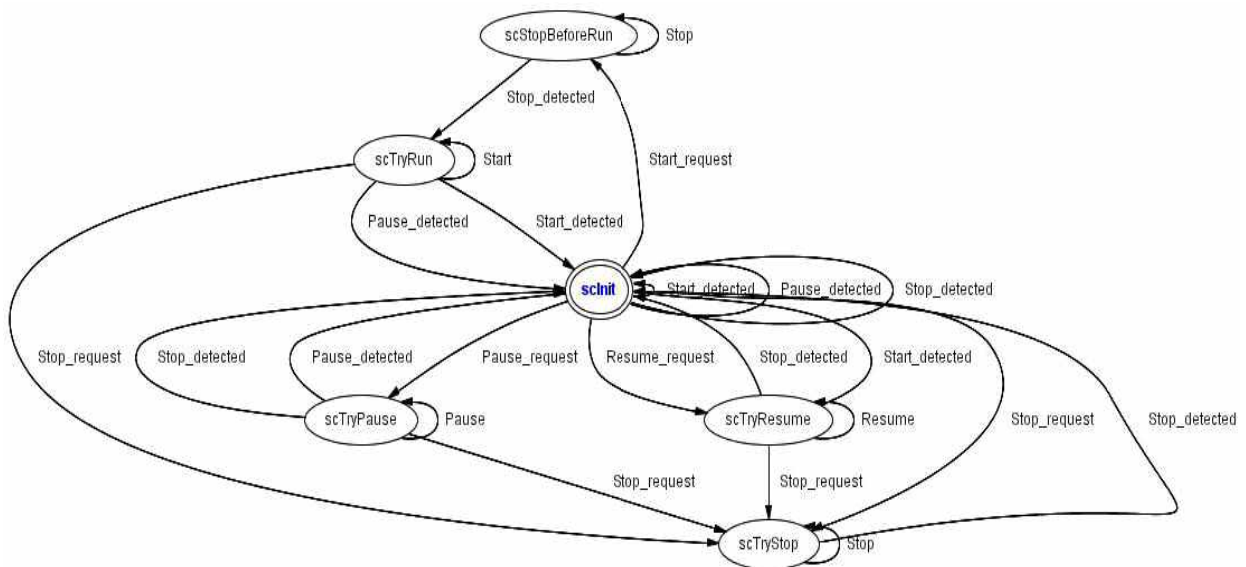 scStopBeforeRun
Stop
Stop_detected
scTryRun
Start
Start_request
Pause_detected
Start_detected
scInit
Start_detected
Pause_detected
Stop_detected
Stop_request
Stop_detected
Pause_detected
Pause_request
Resume_request
Stop_detected
Start_detected
scTryPause
Pause
scTryResume
Resume
Stop_request
Stop_detected
Stop_request
Stop_request
scTryStop
Stop